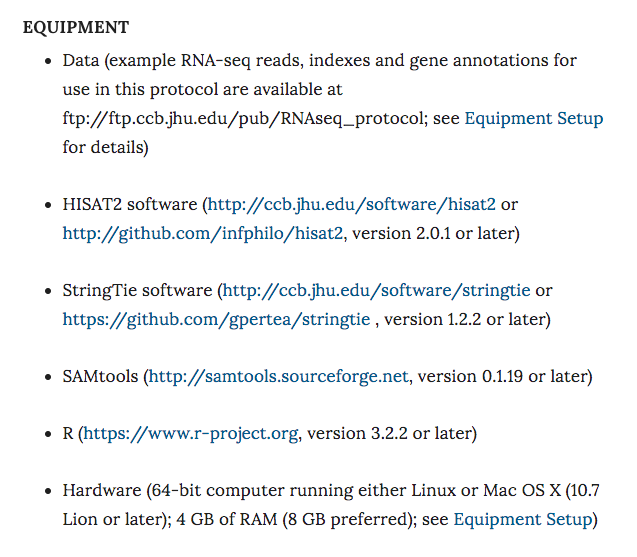 EQUIPMENT
• Data (example RNA-seq reads, indexes and gene annotations for
use in this protocol are available at
ftp://ftp.ccb.jhu.edu/pub/RNAseq_protocol; see Equipment Setup
for details)
• HISAT2 software (http://ccb.jhu.edu/software/hisat2 or
http://github.com/infphilo/hisat2, version 2.0.1 or later)
• StringTie software (http://ccb.jhu.edu/software/stringtie or
https://github.com/gpertea/stringtie , version 1.2.2 or later)
• SAMtools (http://samtools.sourceforge.net, version 0.1.19 or later)
• R (https://www.r-project.org, version 3.2.2 or later)
• Hardware (64-bit computer running either Linux or Mac OS X (10.7
Lion or later); 4 GB of RAM (8 GB preferred); see Equipment Setup)